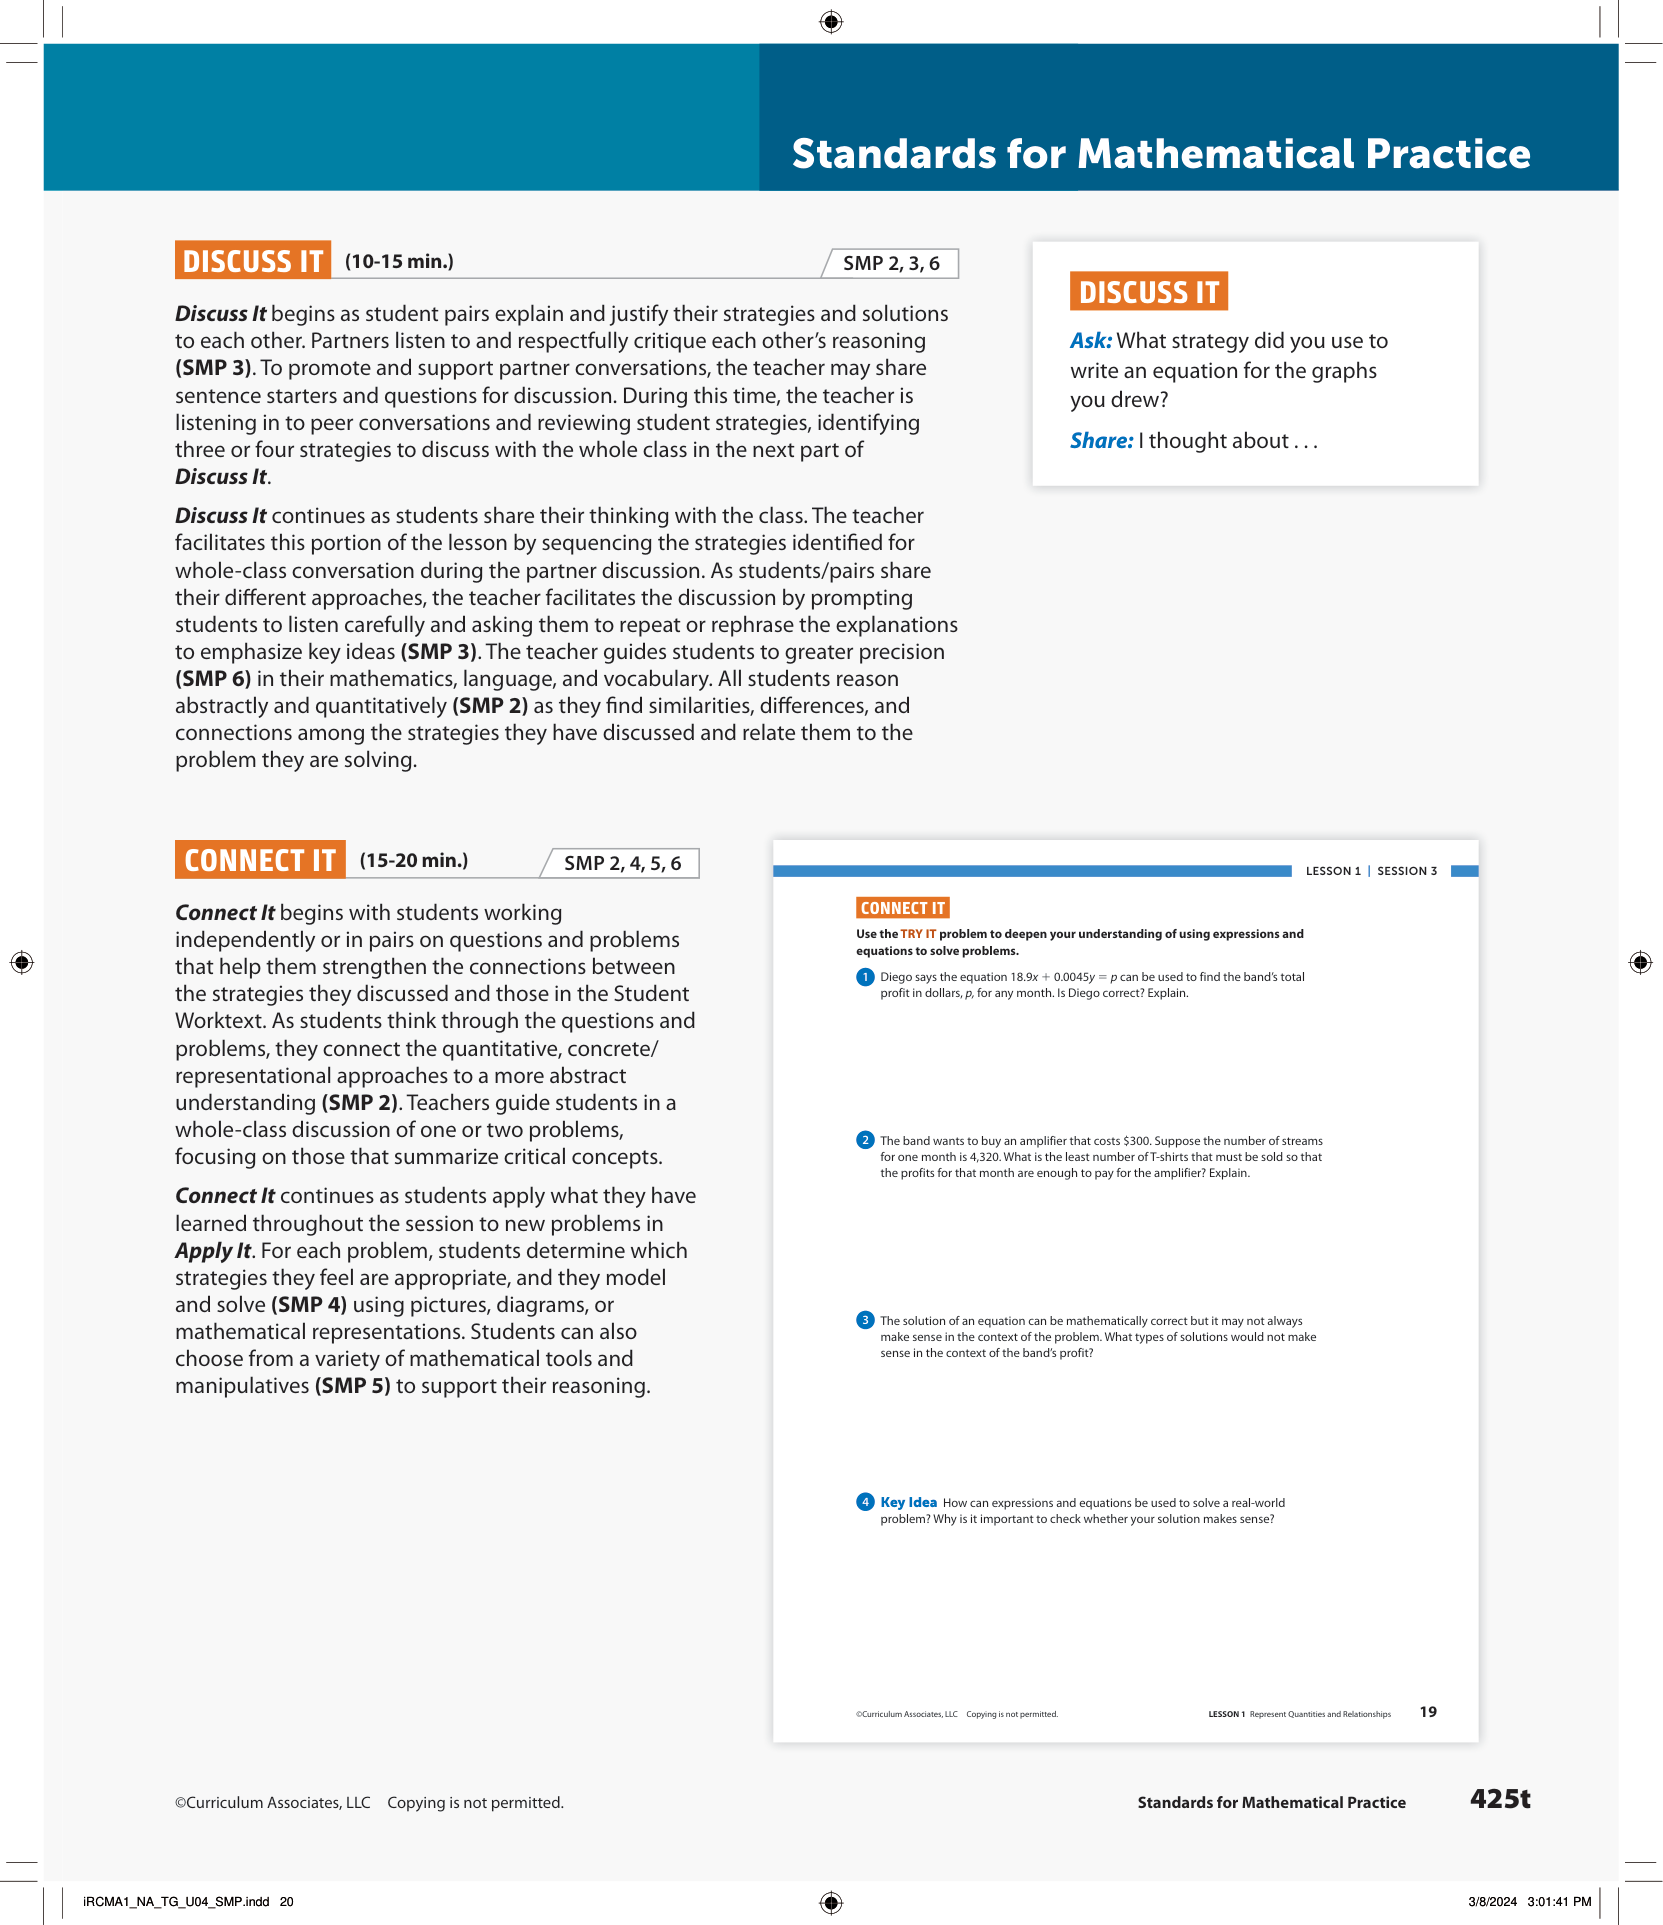 Standards for Mathematical Practice
DISCUSS IT (10-15 min.) SMP 2, 3, 6
Discuss It begins as student pairs explain and justify their strategies and solutions
to each other. Partners listen to and respectfully critique each other’s reasoning
(SMP 3). To promote and support partner conversations, the teacher may share
sentence starters and questions for discussion. During this time, the teacher is
listening in to peer conversations and reviewing student strategies, identifying
three or four strategies to discuss with the whole class in the next part of
Discuss It.
Discuss It continues as students share their thinking with the class. The teacher
facilitates this portion of the lesson by sequencing the strategies identified for
whole-class conversation during the partner discussion. As students/pairs share
their different approaches, the teacher facilitates the discussion by prompting
students to listen carefully and asking them to repeat or rephrase the explanations
to emphasize key ideas (SMP 3). The teacher guides students to greater precision
(SMP 6) in their mathematics, language, and vocabulary. All students reason
abstractly and quantitatively (SMP 2) as they find similarities, differences, and
connections among the strategies they have discussed and relate them to the
problem they are solving.
DISCUSS IT
Ask: What strategy did you use to
write an equation for the graphs
you drew?
Share: I thought about . . .
CONNECT IT (15-20 min.) SMP 2, 4, 5, 6
Connect It begins with students working
independently or in pairs on questions and problems
that help them strengthen the connections between
the strategies they discussed and those in the Student
Worktext. As students think through the questions and
problems, they connect the quantitative, concrete/
representational approaches to a more abstract
understanding (SMP 2). Teachers guide students in a
whole-class discussion of one or two problems,
focusing on those that summarize critical concepts.
Connect It continues as students apply what they have
learned throughout the session to new problems in
Apply It. For each problem, students determine which
strategies they feel are appropriate, and they model
and solve (SMP 4) using pictures, diagrams, or
mathematical representations. Students can also
choose from a variety of mathematical tools and
manipulatives (SMP 5) to support their reasoning.
LESSON 1 | SESSION 3
CONNECT IT
Use the TRY IT problem to deepen your understanding of using expressions and
equations to solve problems.
1 Diego says the equation 18.9x + 0.0045y = p can be used to find the band’s total
profit in dollars, p, for any month. Is Diego correct? Explain.
2 The band wants to buy an amplifier that costs $300. Suppose the number of streams
for one month is 4,320. What is the least number of T-shirts that must be sold so that
the profits for that month are enough to pay for the amplifier? Explain.
3 The solution of an equation can be mathematically correct but it may not always
make sense in the context of the problem. What types of solutions would not make
sense in the context of the band’s profit?
4 Key Idea How can expressions and equations be used to solve a real-world
problem? Why is it important to check whether your solution makes sense?
©Curriculum Associates, LLC Copying is not permitted. LESSON 1 Represent Quantities and Relationships 19
©Curriculum Associates, LLC Copying is not permitted. Standards for Mathematical Practice 425t
iRCMA1_NA_TG_U04_SMP.indd 20 3/8/2024 3:01:41 PM